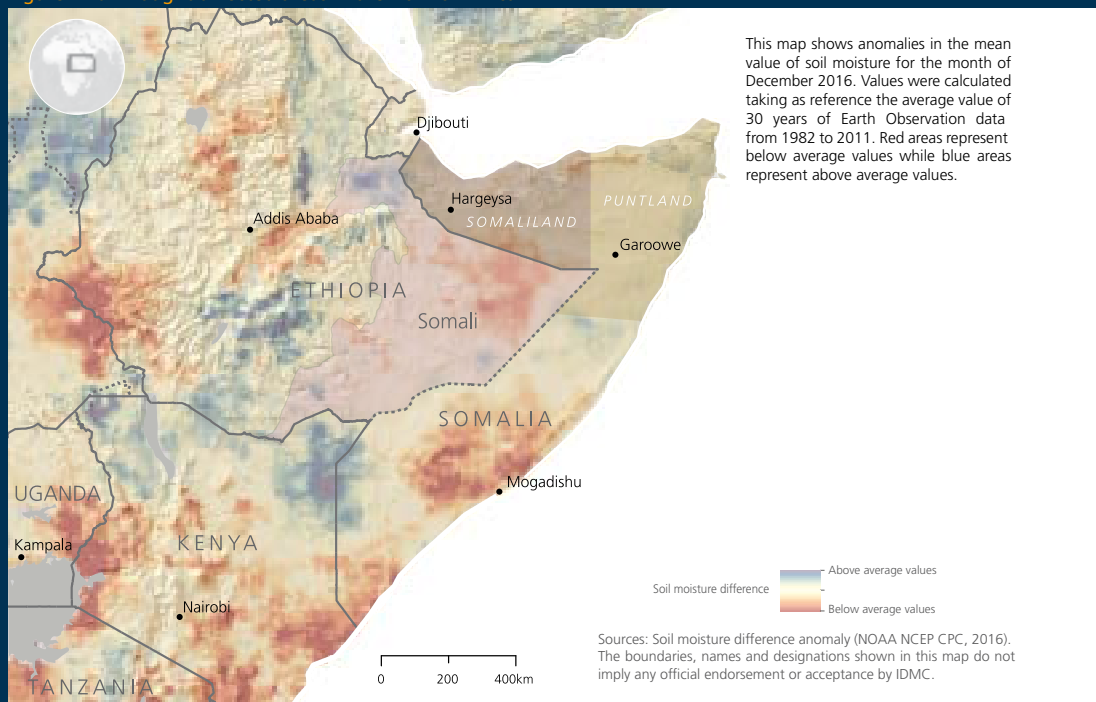 This map shows anomalies in the mean
value of soil moisture for the month of
December 2016. Values were calculated
taking as reference the average value of
30 years of Earth Observation data
from 1982 to 2011. Red areas represent
below average values while blue areas
represent above average values.
Djibouti
Hargeysa
SOMALILAND
PUNTLAND
Garoowe
Addis Ababa
ETHIOPIA
Somali
SOMALIA
Mogadishu
UGANDA
Kampala
KENYA
Nairobi
TANZANIA
0 200 400km
Soil moisture difference
Above average values
Below average values
Sources: Soil moisture difference anomaly (NOAA NCEP CPC, 2016).
The boundaries, names and designations shown in this map do not
imply any official endorsement or acceptance by IDMC.